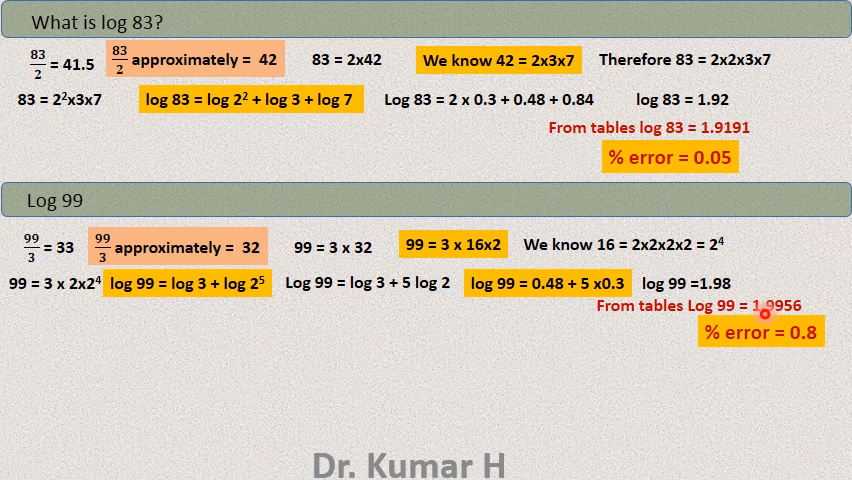 What is log 83?
83/2 = 41.5 83/2 approximately = 42 83 = 2x42 We know 42 = 2x3x7 Therefore 83 = 2x2x3x7
83 = 2²x3x7 log 83 = log 2² + log 3 + log 7 Log 83 = 2 x 0.3 + 0.48 + 0.84 log 83 = 1.92
From tables log 83 = 1.9191
% error = 0.05
Log 99
99/3 = 33 99/3 approximately = 32 99 = 3 x 32 99 = 3 x 16x2 We know 16 = 2x2x2x2 = 2⁴
99 = 3 x 2x2⁴ log 99 = log 3 + log 2⁵ Log 99 = log 3 + 5 log 2 log 99 = 0.48 + 5 x0.3 log 99 =1.98
From tables Log 99 = 1.9956
% error = 0.8
Dr. Kumar H